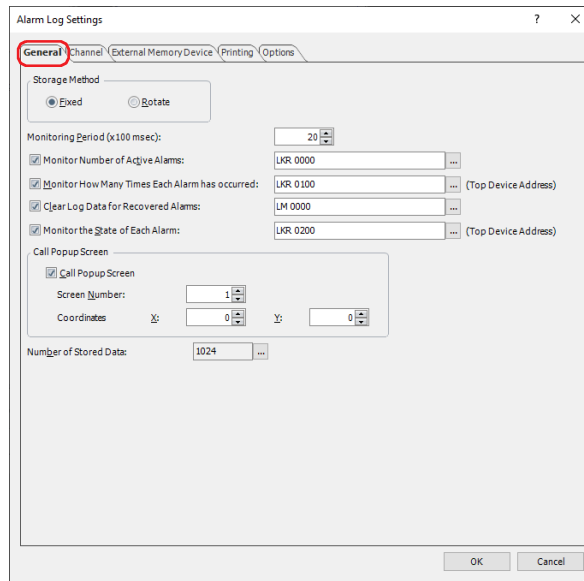 Alarm Log Settings ? ×
General Channel External Memory Device Printing Options
Storage Method
Fixed Rotate
Monitoring Period (x100 msec): 20
Monitor Number of Active Alarms: LKR 0000 ...
Monitor How Many Times Each Alarm has occurred: LKR 0100 ... (Top Device Address)
Clear Log Data for Recovered Alarms: LM 0000 ...
Monitor the State of Each Alarm: LKR 0200 ... (Top Device Address)
Call Popup Screen
Call Popup Screen
Screen Number: 1
Coordinates X: 0 Y: 0
Number of Stored Data: 1024 ...
OK Cancel